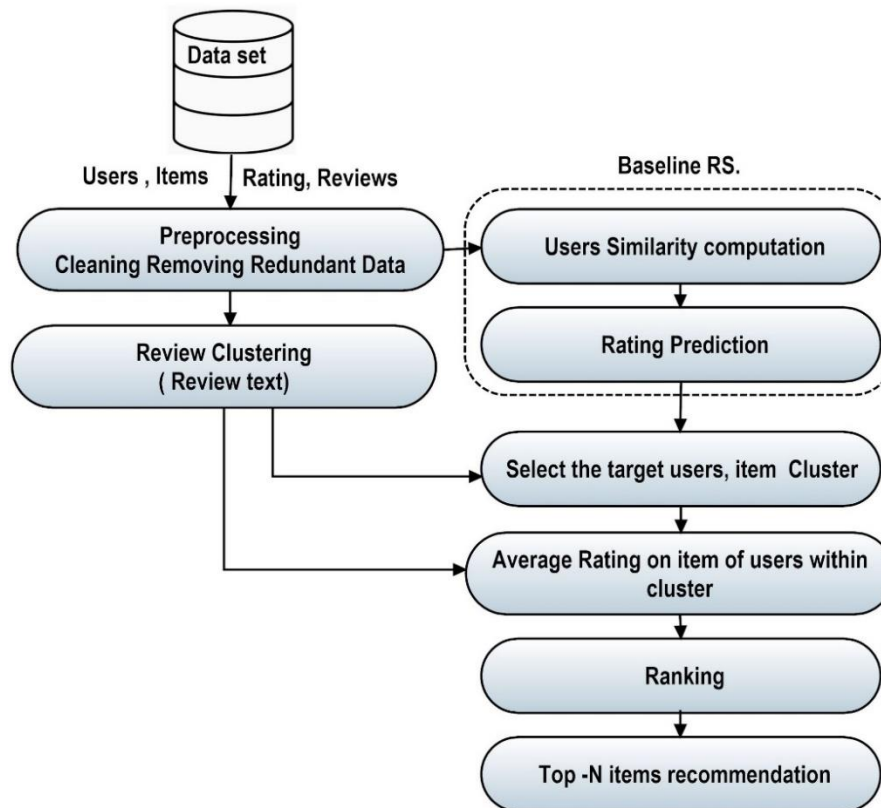 Data set
Users , Items
Rating, Reviews
Baseline RS.
Preprocessing
Cleaning Removing Redundant Data
Users Similarity computation
Review Clustering
( Review text)
Rating Prediction
Select the target users, item Cluster
Average Rating on item of users within
cluster
Ranking
Top -N items recommendation